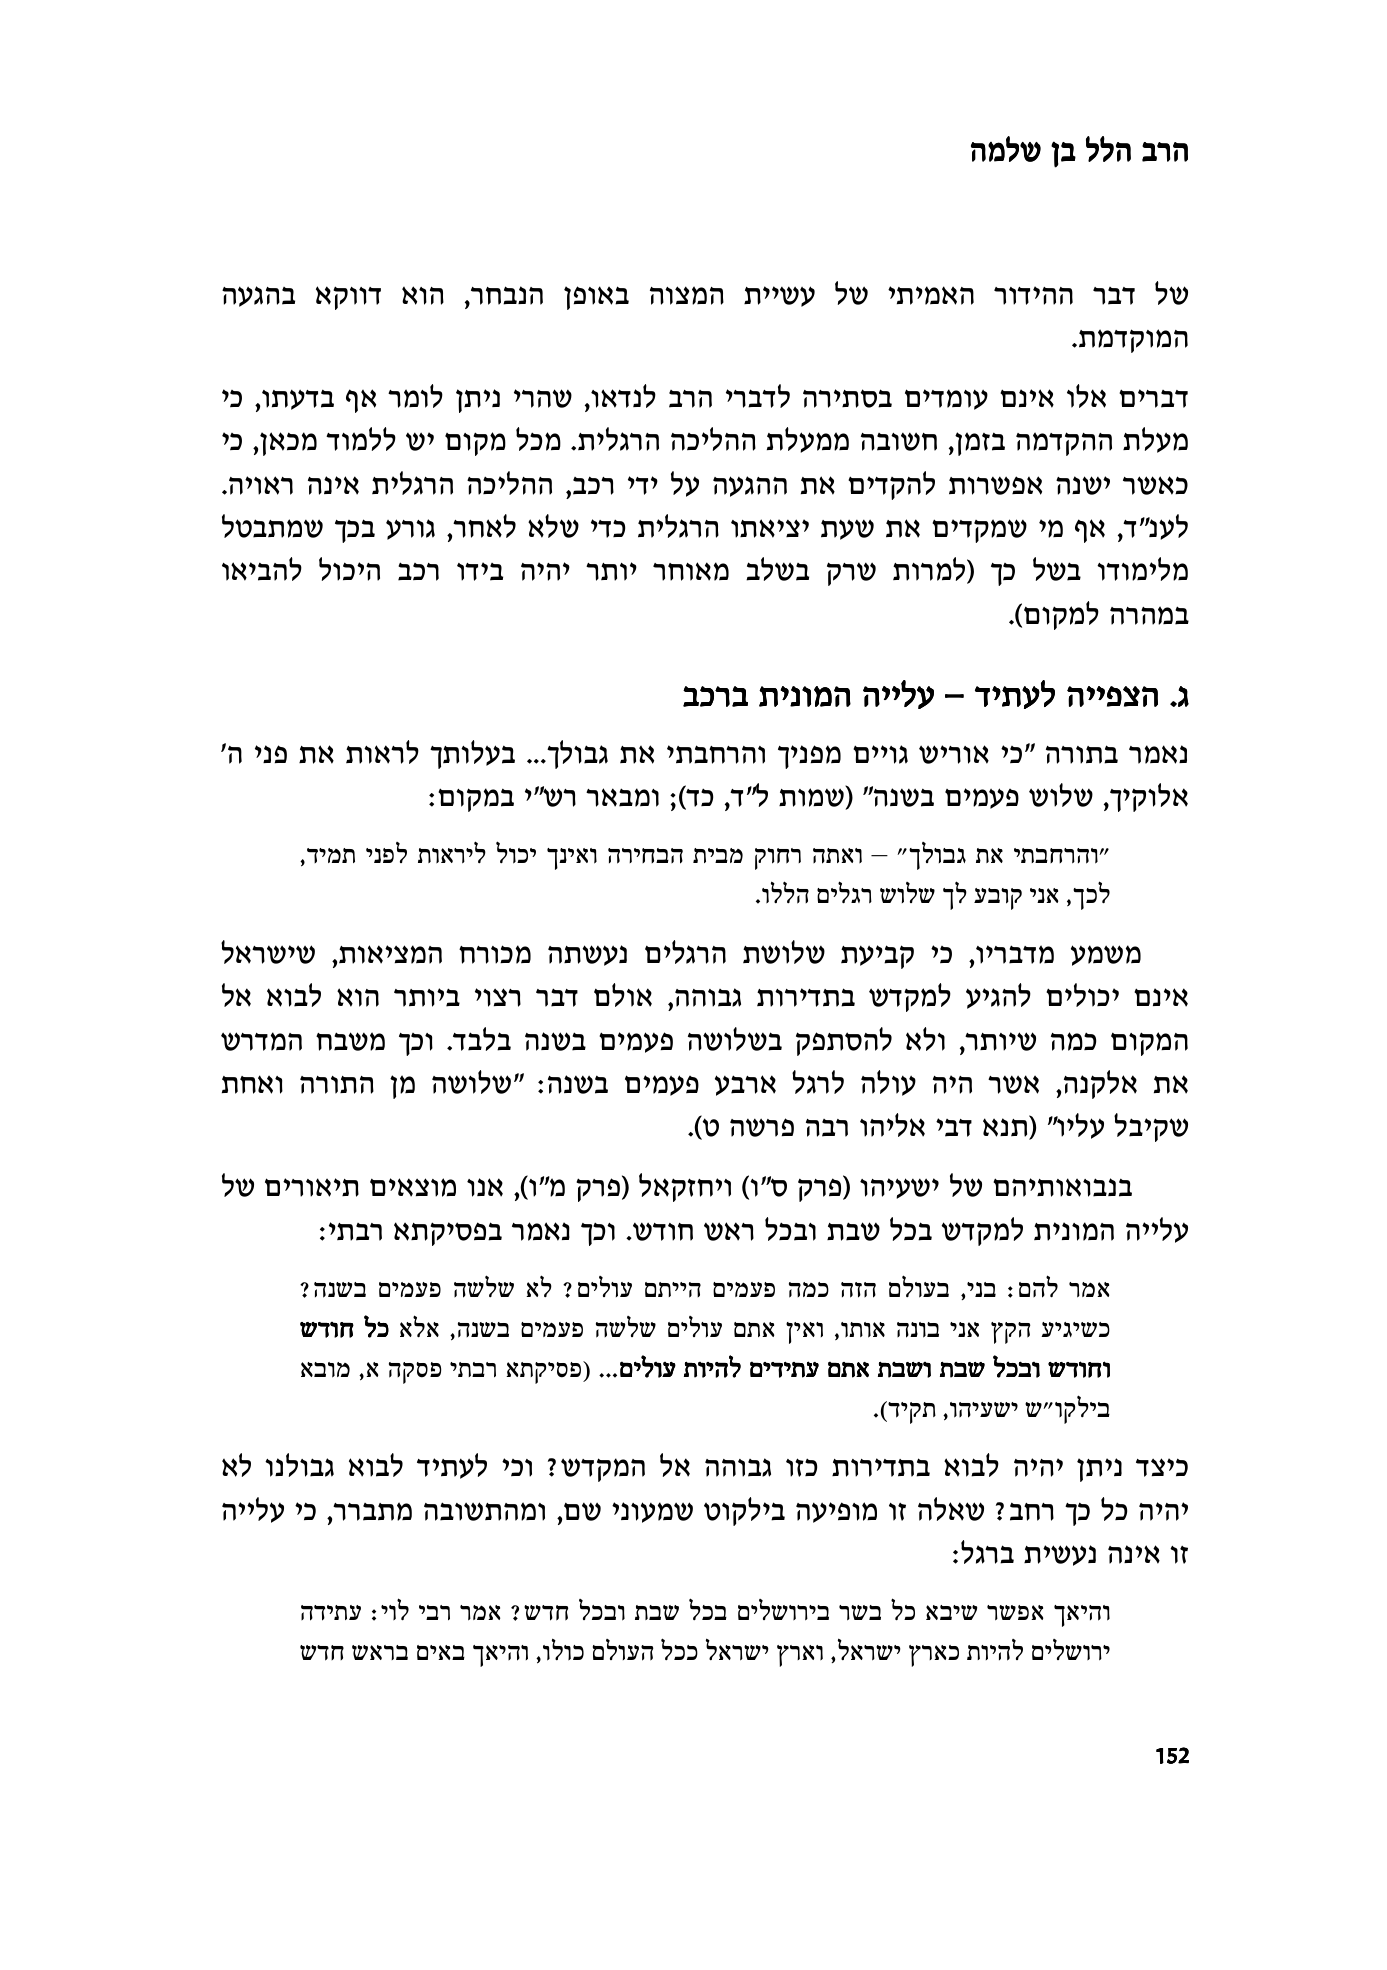 הרב הלל בן שלמה
של דבר ההידור האמיתי של עשיית המצוה באופן הנבחר, הוא דווקא בהגעה
המוקדמת.
דברים אלו אינם עומדים בסתירה לדברי הרב לנדאו, שהרי ניתן לומר אף בדעתו, כי
מעלת ההקדמה בזמן, חשובה ממעלת ההליכה הרגלית. מכל מקום יש ללמוד מכאן, כי
כאשר ישנה אפשרות להקדים את ההגעה על ידי רכב, ההליכה הרגלית אינה ראויה.
לענ"ד, אף מי שמקדים את שעת יציאתו הרגלית כדי שלא לאחר, גורע בכך שמתבטל
מלימודו בשל כך (למרות שרק בשלב מאוחר יותר יהיה בידו רכב היכול להביאו
במהרה למקום).
ג. הצפייה לעתיד – עלייה המונית ברכב
נאמר בתורה "כי אוריש גויים מפניך והרחבתי את גבולך... בעלותך לראות את פני ה'
אלוקיך, שלוש פעמים בשנה" (שמות ל"ד, כד); ומבאר רש"י במקום:
"והרחבתי את גבולך" – ואתה רחוק מבית הבחירה ואינך יכול ליראות לפני תמיד,
לכך, אני קובע לך שלוש רגלים הללו.
משמע מדבריו, כי קביעת שלושת הרגלים נעשתה מכורח המציאות, שישראל
אינם יכולים להגיע למקדש בתדירות גבוהה, אולם דבר רצוי ביותר הוא לבוא אל
המקום כמה שיותר, ולא להסתפק בשלושה פעמים בשנה בלבד. וכך משבח המדרש
את אלקנה, אשר היה עולה לרגל ארבע פעמים בשנה: "שלושה מן התורה ואחת
שקיבל עליו" (תנא דבי אליהו רבה פרשה ט).
בנבואותיהם של ישעיהו (פרק ס"ו) ויחזקאל (פרק מ"ו), אנו מוצאים תיאורים של
עלייה המונית למקדש בכל שבת ובכל ראש חודש. וכך נאמר בפסיקתא רבתי:
אמר להם: בני, בעולם הזה כמה פעמים הייתם עולים? לא שלשה פעמים בשנה?
כשיגיע הקץ אני בונה אותו, ואין אתם עולים שלשה פעמים בשנה, אלא כל חודש
וחודש ובכל שבת ושבת אתם עתידים להיות עולים... (פסיקתא רבתי פסקה א, מובא
בילקו"ש ישעיהו, תקיד).
כיצד ניתן יהיה לבוא בתדירות כזו גבוהה אל המקדש? וכי לעתיד לבוא גבולנו לא
יהיה כל כך רחב? שאלה זו מופיעה בילקוט שמעוני שם, ומהתשובה מתברר, כי עלייה
זו אינה נעשית ברגל:
והיאך אפשר שיבא כל בשר בירושלים בכל שבת ובכל חדש? אמר רבי לוי: עתידה
ירושלים להיות כארץ ישראל, וארץ ישראל ככל העולם כולו, והיאך באים בראש חדש
152